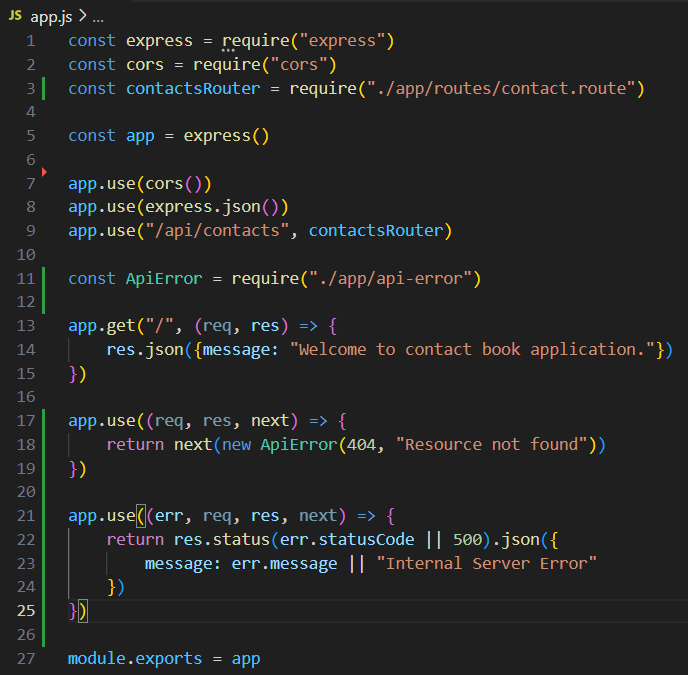 JS app.js > ...
1 const express = require("express")
2 const cors = require("cors")
3 const contactsRouter = require("./app/routes/contact.route")
4
5 const app = express()
6
7 app.use(cors())
8 app.use(express.json())
9 app.use("/api/contacts", contactsRouter)
10
11 const ApiError = require("./app/api-error")
12
13 app.get("/", (req, res) => {
14     res.json({message: "Welcome to contact book application."})
15 })
16
17 app.use((req, res, next) => {
18     return next(new ApiError(404, "Resource not found"))
19 })
20
21 app.use((err, req, res, next) => {
22     return res.status(err.statusCode || 500).json({
23         message: err.message || "Internal Server Error"
24     })
25 })
26
27 module.exports = app